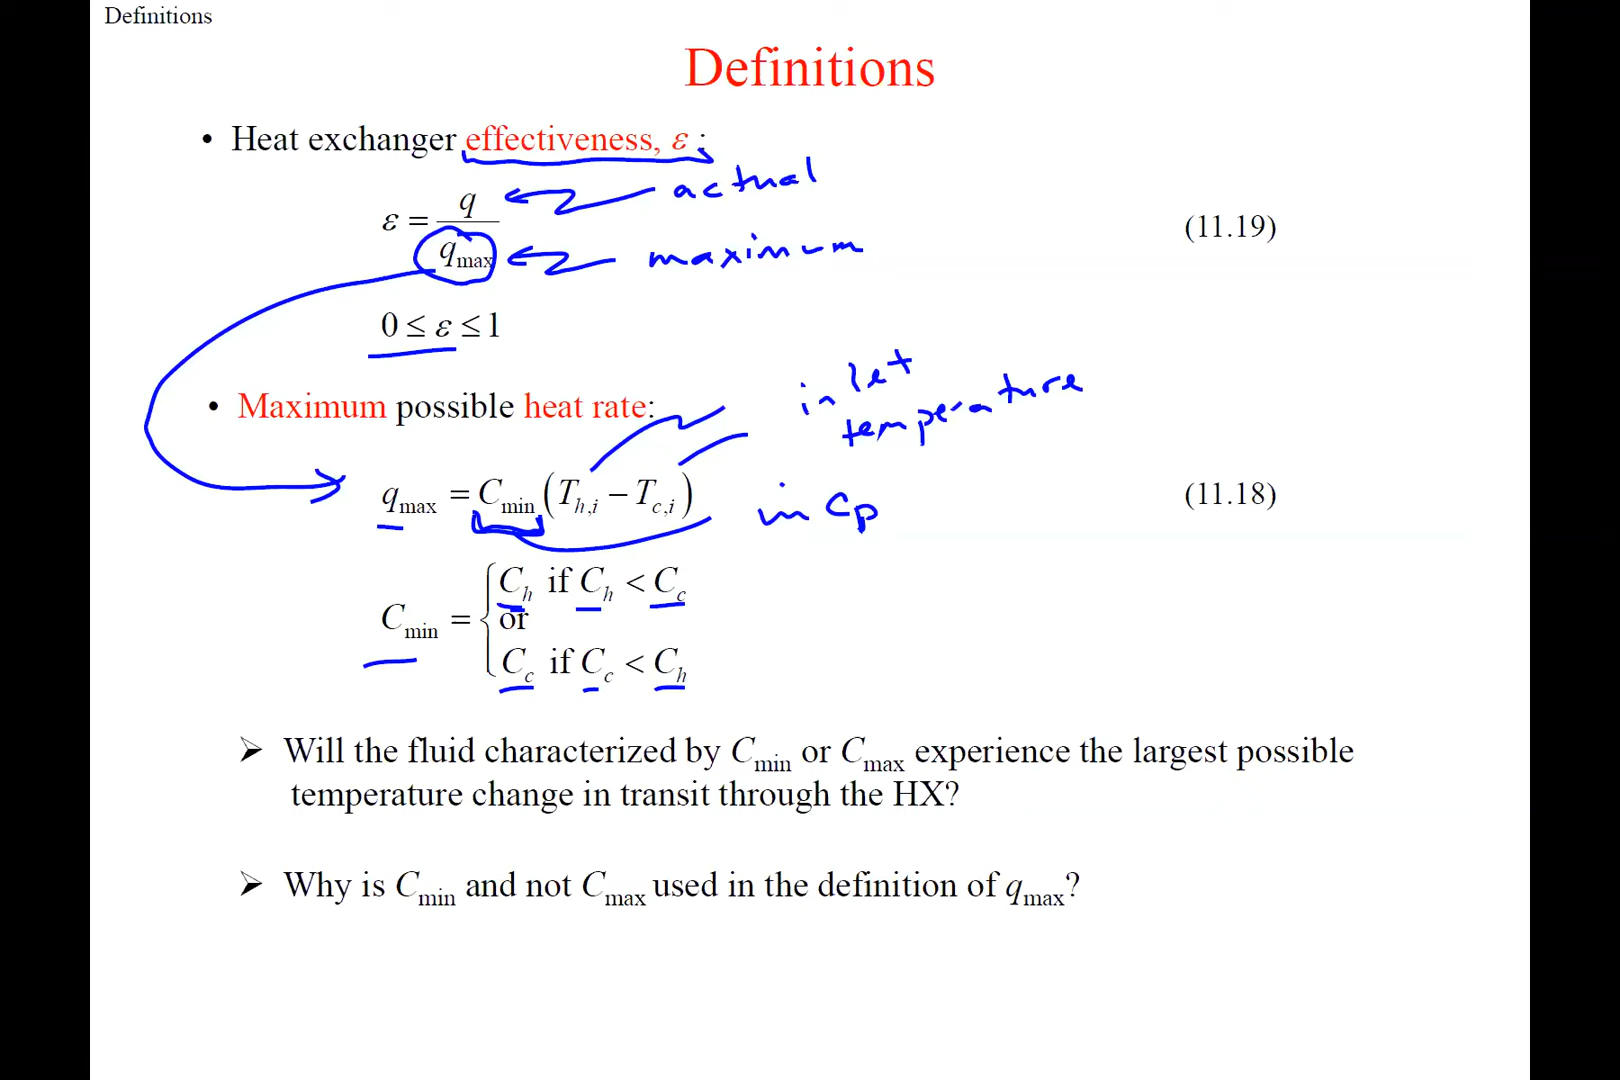 Definitions
Definitions
• Heat exchanger effectiveness, ε :
ε = q / q_max (11.19)
actual
maximum
0 ≤ ε ≤ 1
• Maximum possible heat rate:
inlet
temperature
q_max = C_min (T_h,i − T_c,i) (11.18)
ṁ Cp
C_min = { C_h if C_h < C_c
or
C_c if C_c < C_h
➢ Will the fluid characterized by C_min or C_max experience the largest possible
temperature change in transit through the HX?
➢ Why is C_min and not C_max used in the definition of q_max?